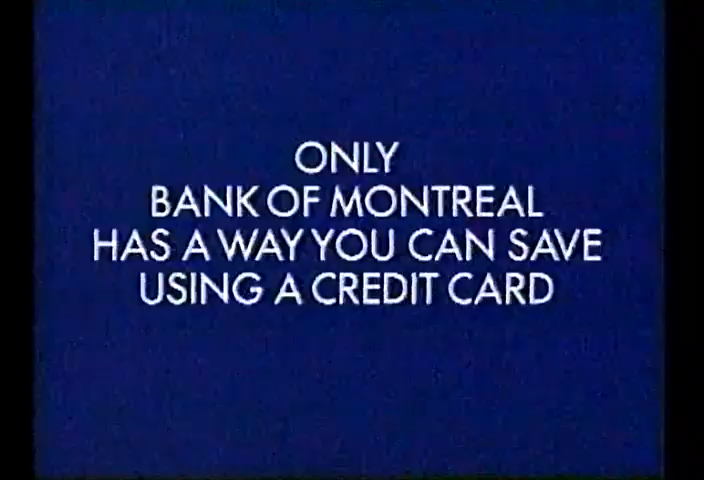 ONLY
BANK OF MONTREAL
HAS A WAY YOU CAN SAVE
USING A CREDIT CARD